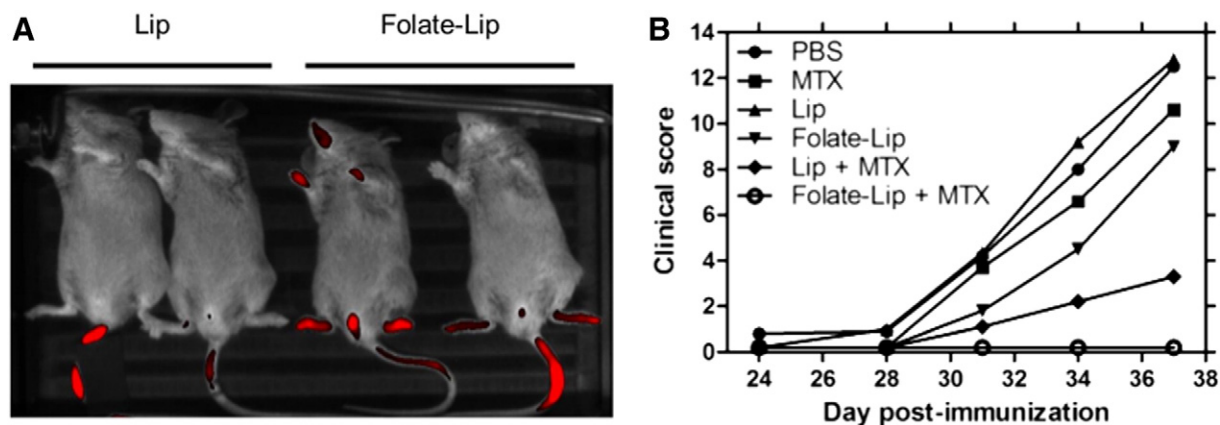 A
Lip
Folate-Lip
B
14
12
10
8
6
4
2
0
Clinical score
PBS
MTX
Lip
Folate-Lip
Lip + MTX
Folate-Lip + MTX
24
26
28
30
32
34
36
38
Day post-immunization